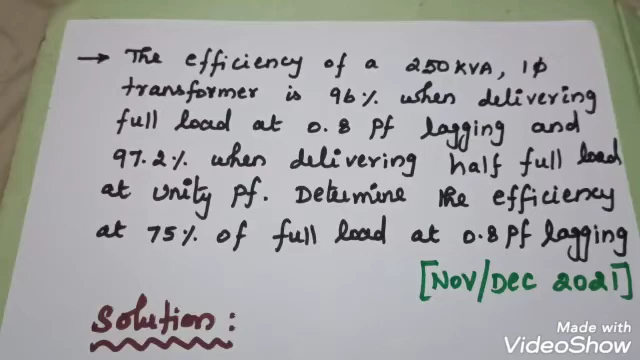 → The efficiency of a 250KVA, 1ϕ
transformer is 96% when delivering
full load at 0.8 Pf lagging and
97.2% when delivering half full load
at unity Pf. Determine the efficiency
at 75% of full load at 0.8 Pf lagging
[NOV/DEC 2021]
Solution:
Made with
VideoShow